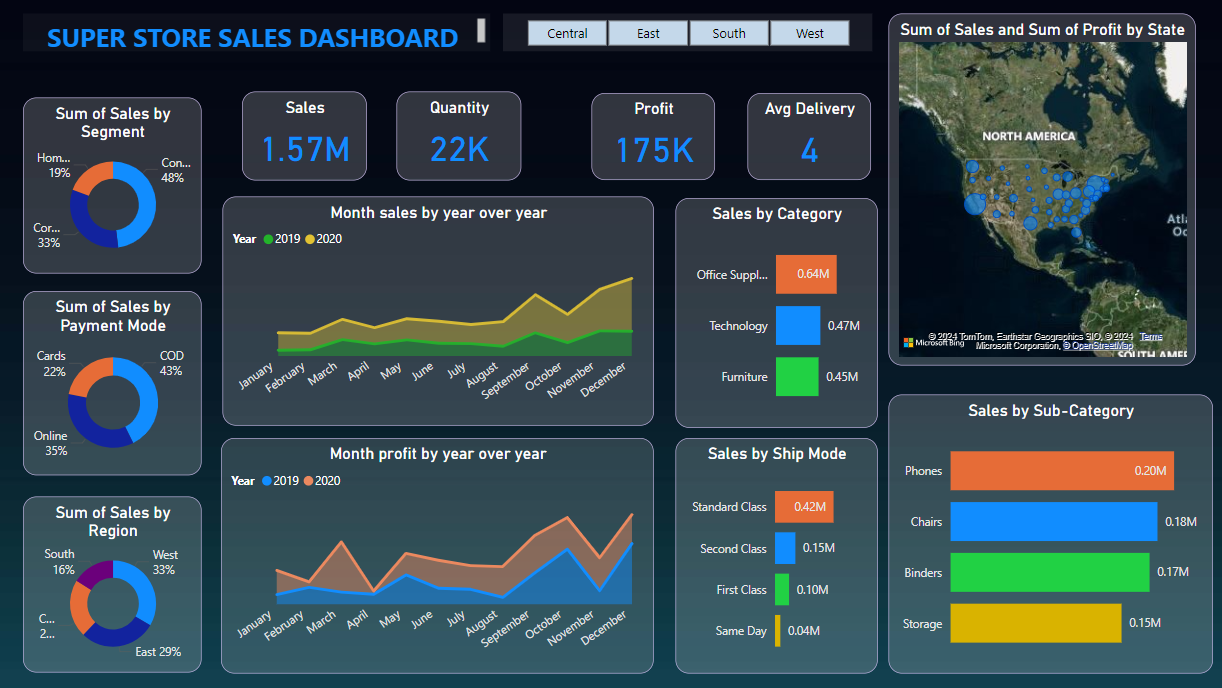 SUPER STORE SALES DASHBOARD
Central
East
South
West
Sum of Sales and Sum of Profit by State
NORTH AMERICA
Atla
Oc
© 2024 TomTom, Earthstar Geographics SIO, © 2024 Terms
Microsoft Bing
Microsoft Corporation, © OpenStreetMap
SOUTH AMER
Sum of Sales by
Segment
Hom...
19%
Con...
48%
Cor...
33%
Sales
1.57M
Quantity
22K
Profit
175K
Avg Delivery
4
Month sales by year over year
Year 2019 2020
January
February
March
April
May
June
July
August
September
October
November
December
Sales by Category
Office Suppl...
0.64M
Technology
0.47M
Furniture
0.45M
Sum of Sales by
Payment Mode
Cards
22%
COD
43%
Online
35%
Month profit by year over year
Year 2019 2020
January
February
March
April
May
June
July
August
September
October
November
December
Sales by Ship Mode
Standard Class
0.42M
Second Class
0.15M
First Class
0.10M
Same Day
0.04M
Sales by Sub-Category
Phones
0.20M
Chairs
0.18M
Binders
0.17M
Storage
0.15M
Sum of Sales by
Region
South
16%
West
33%
C...
2...
East 29%